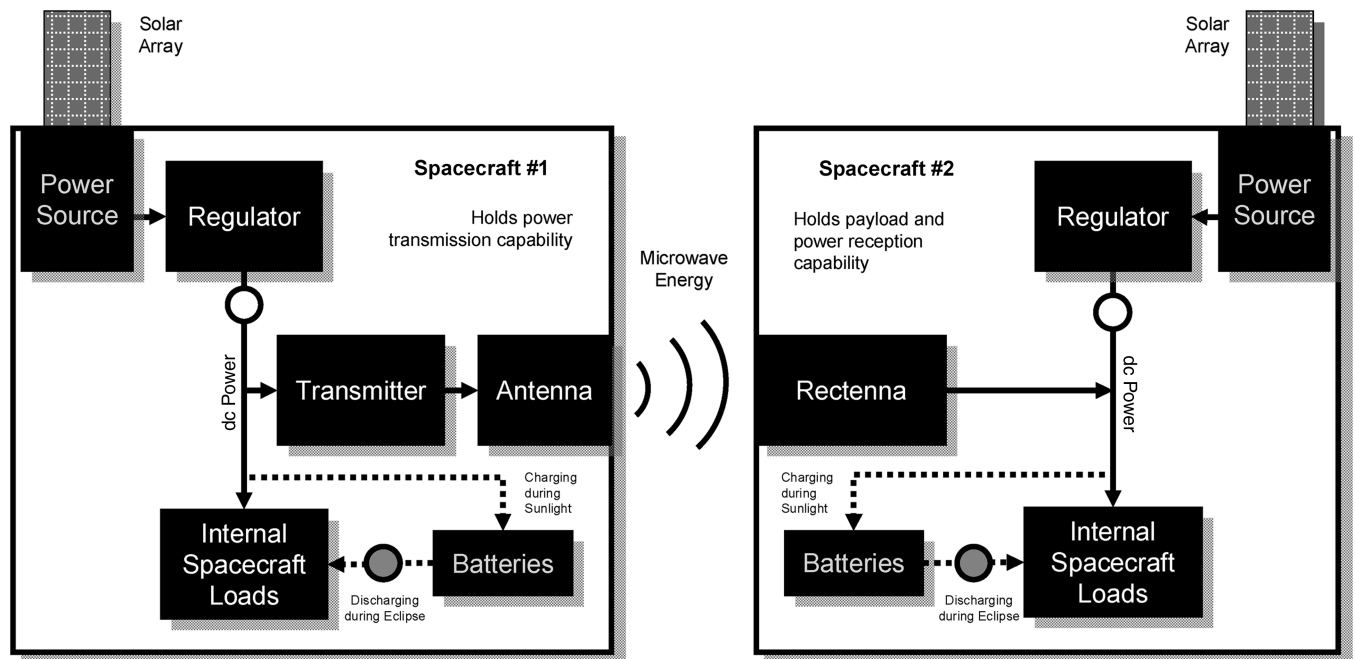 Solar
Array
Solar
Array
Power
Source
Regulator
Spacecraft #1
Holds power
transmission capability
Microwave
Energy
dc Power
Transmitter
Antenna
Charging
during
Sunlight
Internal
Spacecraft
Loads
Batteries
Discharging
during Eclipse
Spacecraft #2
Holds payload and
power reception
capability
Regulator
Power
Source
Rectenna
dc Power
Charging
during
Sunlight
Batteries
Discharging
during Eclipse
Internal
Spacecraft
Loads